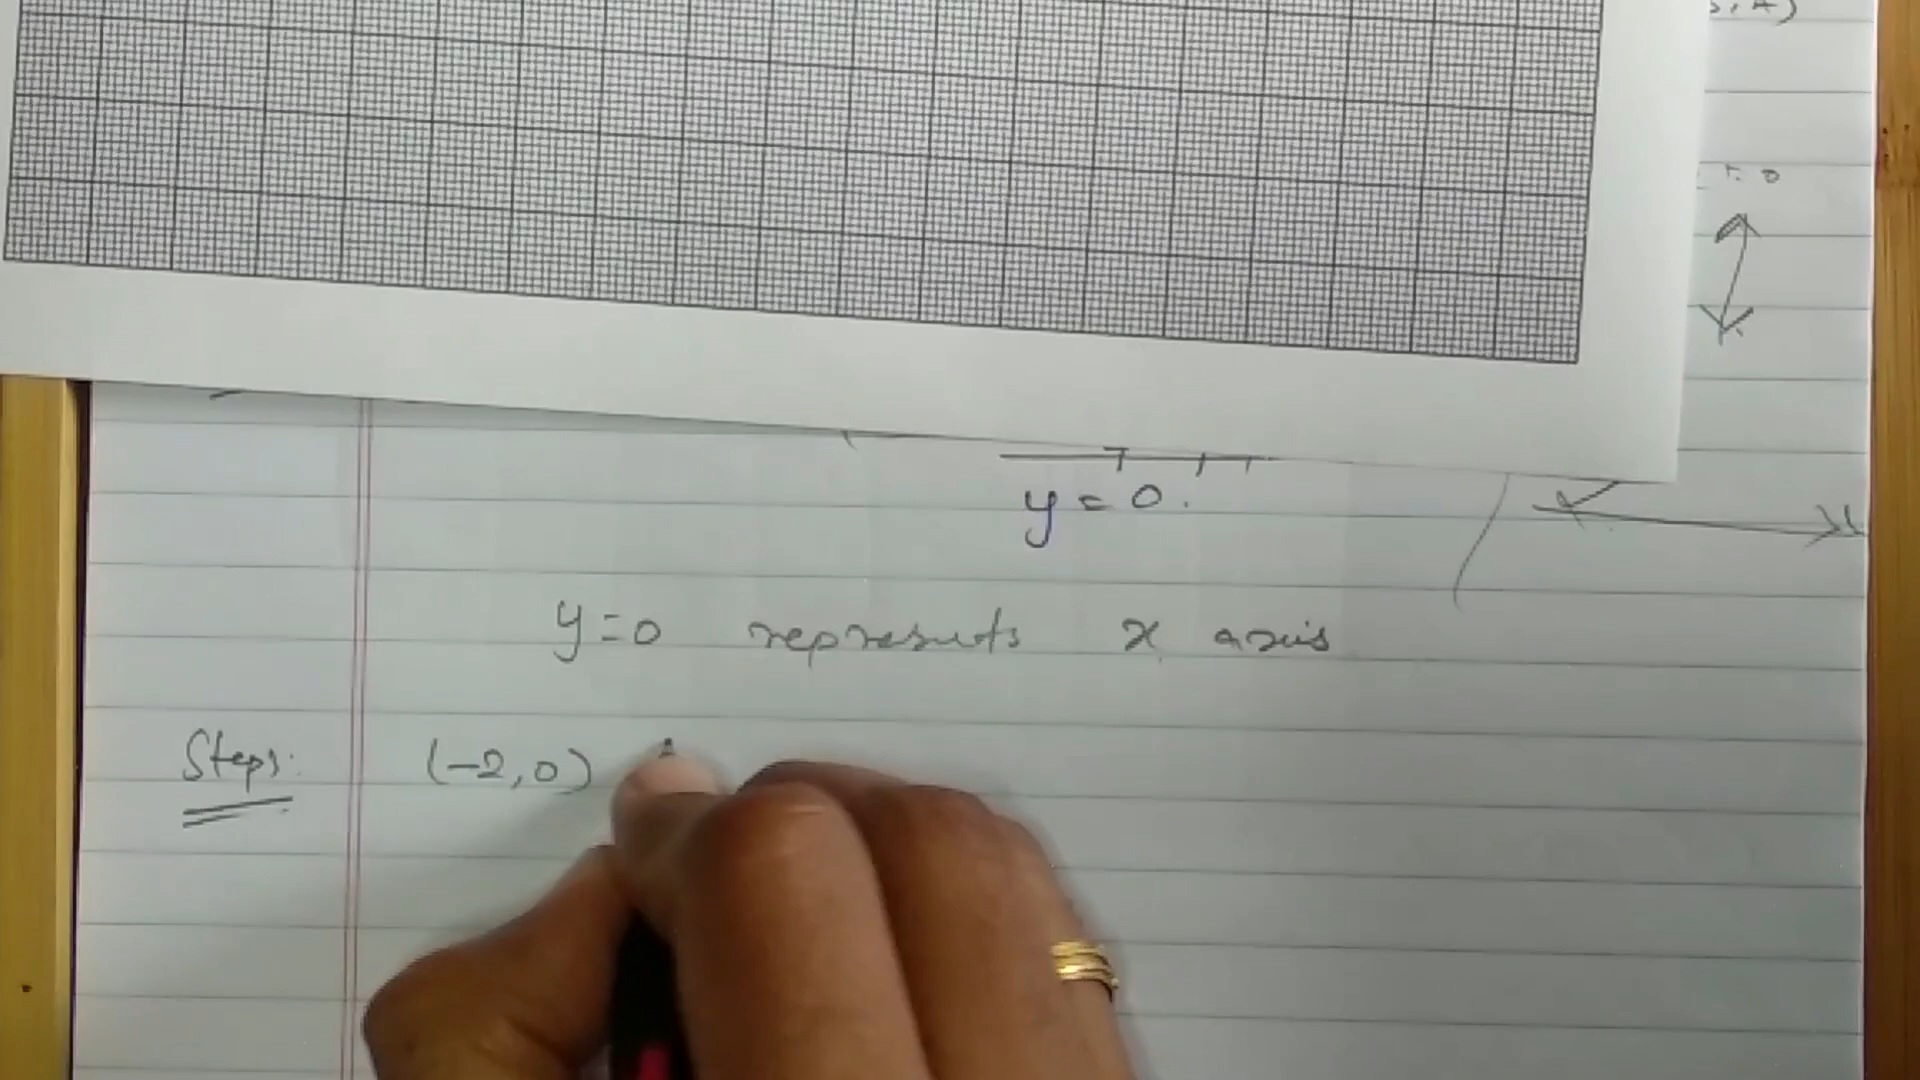 y = 0.
y=0 represents x axis
Steps: (-2,0)